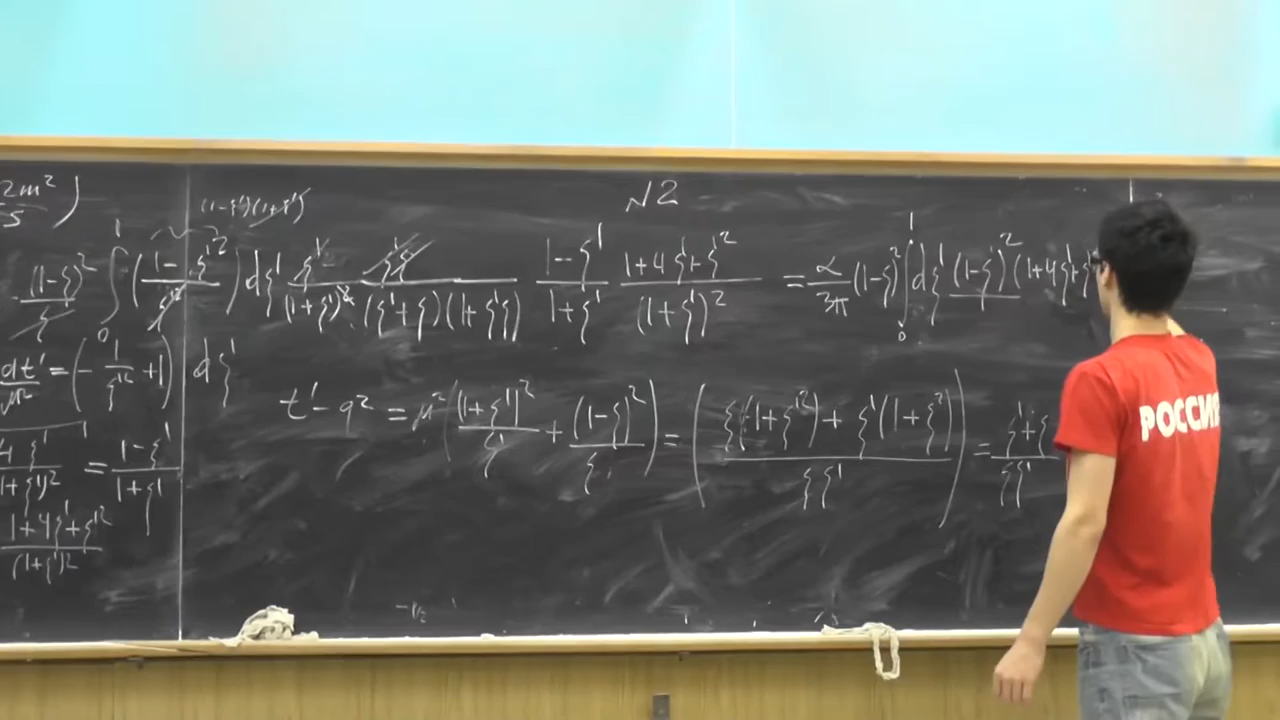 2m²/s )
(1-ξ')(1+ξ')
√2
(1-ξ)²/ξ ∫₀¹ ((1-ξ'²)/ξ'²) dξ' ξ'/(1+ξ')² ξξ'/((ξ'+ξ)(1+ξ'ξ)) (1-ξ')/(1+ξ') (1+4ξ'+ξ'²)/(1+ξ')² = α/3π (1-ξ)² ∫₀¹ dξ' (1-ξ')²(1+4ξ'+ξ
dt'/μ² = (-1/ξ'² + 1) dξ'
t' - q² = μ² ((1+ξ')²/ξ' + (1-ξ)²/ξ) = ((ξ(1+ξ'²) + ξ'(1+ξ²))/ξξ') = ξ'+ξ/ξξ'
4ξ'/(1+ξ')² = (1-ξ')/(1+ξ')
(1+4ξ'+ξ'²)/(1+ξ')²
РОССИЯ